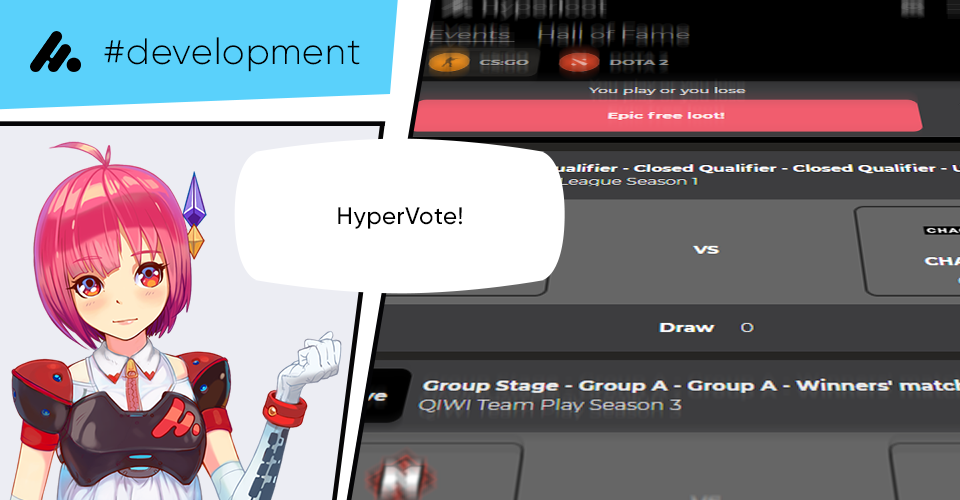 #development
HyperVote!
Hyperloot
Events Hall of Fame
CS:GO DOTA 2
You play or you lose
Epic free loot!
ualifier - Closed Qualifier - Closed Qualifier - U
League Season 1
VS
CHA
Draw 0
ve
Group Stage - Group A - Group A - Winners' match
QIWI Team Play Season 3